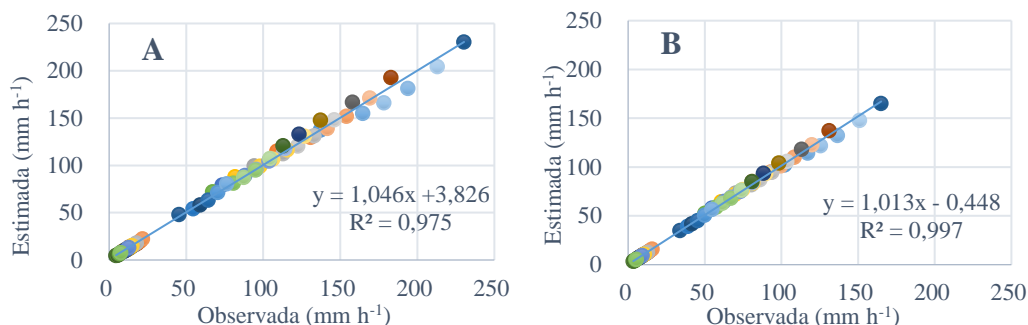 A
Estimada (mm h⁻¹)
250
200
150
100
50
0
y = 1,046x +3,826
R² = 0,975
0 50 100 150 200 250
Observada (mm h⁻¹)
B
Estimada (mm h⁻¹)
250
200
150
100
50
0
y = 1,013x - 0,448
R² = 0,997
0 50 100 150 200 250
Observada (mm h⁻¹)